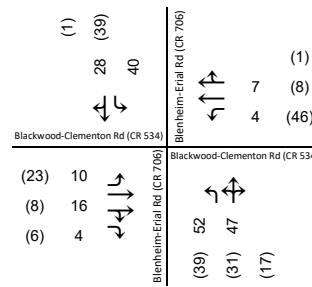 (1) (39)
28 40
Blackwood-Clementon Rd (CR 534)
Blenheim-Erial Rd (CR 706)
(1)
7 (8)
4 (46)
(23) 10
(8) 16
(6) 4
Blenheim-Erial Rd (CR 706)
Blackwood-Clementon Rd (CR 534
52 47
(39) (31) (17)